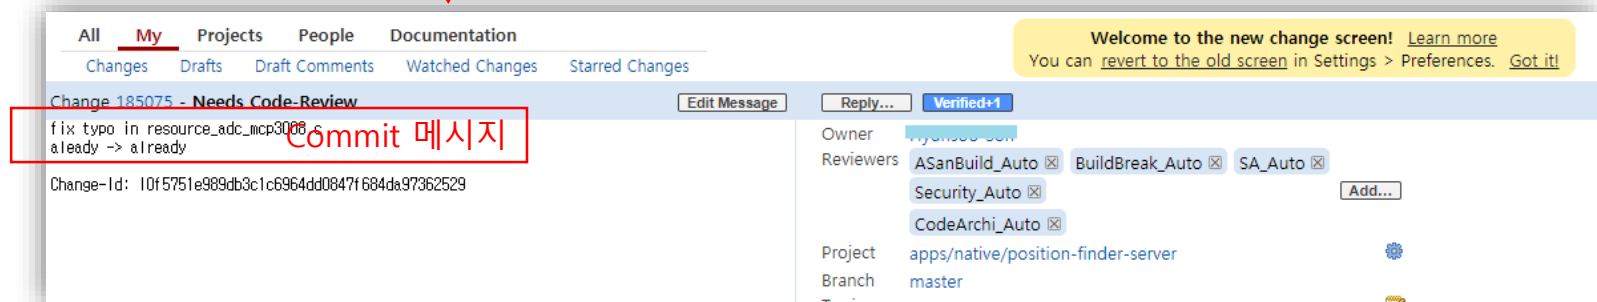 All My Projects People Documentation
Changes Drafts Draft Comments Watched Changes Starred Changes
Welcome to the new change screen! Learn more
You can revert to the old screen in Settings > Preferences. Got it!
Change 185075 - Needs Code-Review
Edit Message
Reply...
Verified+1
fix typo in resource_adc_mcp3008.c
aleady -> already
Commit 메시지
Change-Id: I0f5751e989db3c1c6964dd0847f684da97362529
Owner
Reviewers ASanBuild_Auto BuildBreak_Auto SA_Auto
Security_Auto
Add...
CodeArchi_Auto
Project apps/native/position-finder-server
Branch master